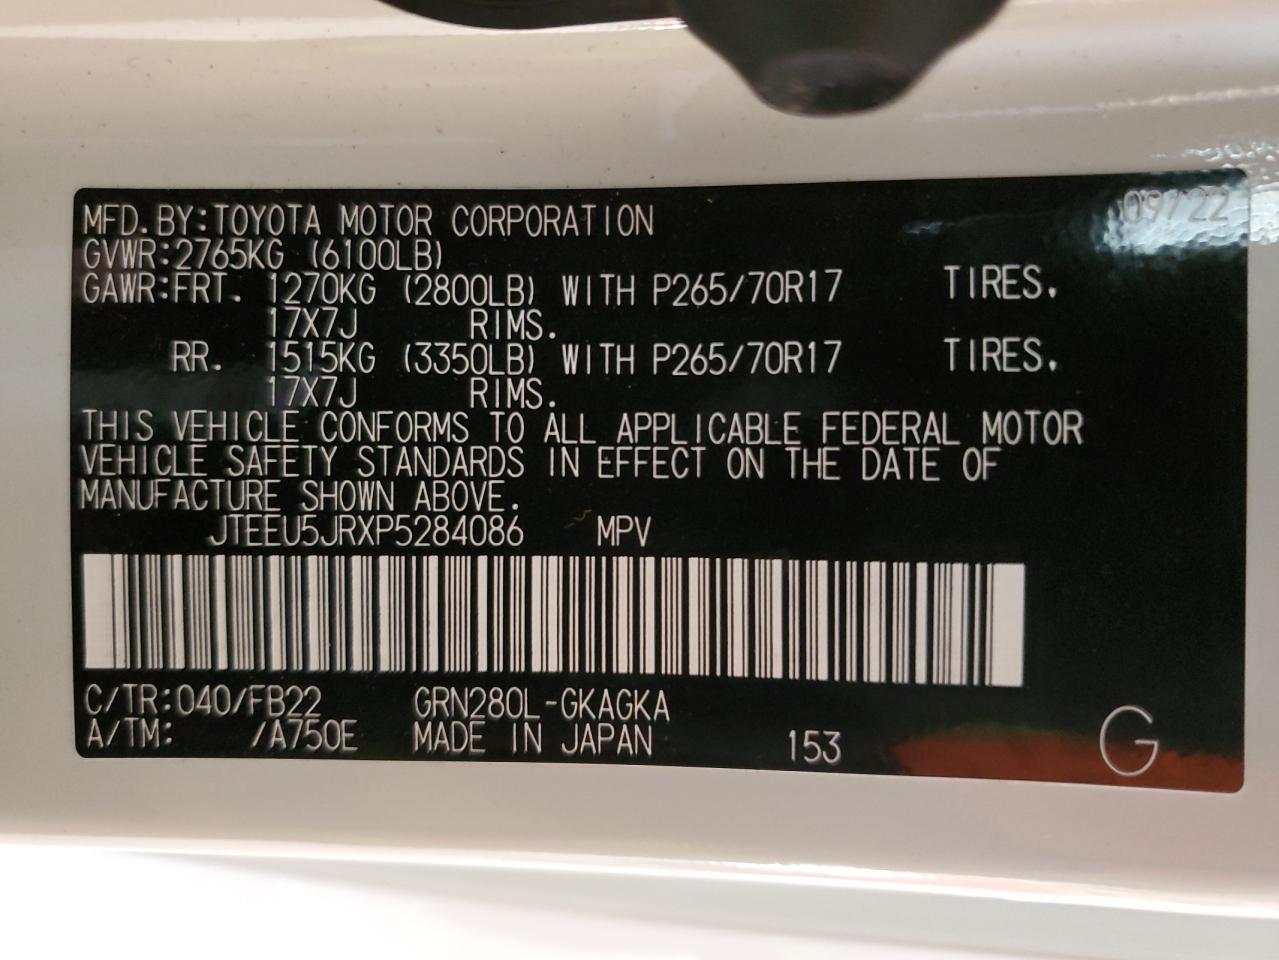 09/22
MFD.BY:TOYOTA MOTOR CORPORATION
GVWR:2765KG (6100LB)
GAWR:FRT. 1270KG (2800LB) WITH P265/70R17 TIRES.
17X7J RIMS.
RR. 1515KG (3350LB) WITH P265/70R17 TIRES.
17X7J RIMS.
THIS VEHICLE CONFORMS TO ALL APPLICABLE FEDERAL MOTOR
VEHICLE SAFETY STANDARDS IN EFFECT ON THE DATE OF
MANUFACTURE SHOWN ABOVE.
JTEEU5JRXP5284086 MPV
C/TR:040/FB22 GRN280L-GKAGKA
A/TM: /A750E MADE IN JAPAN 153 G